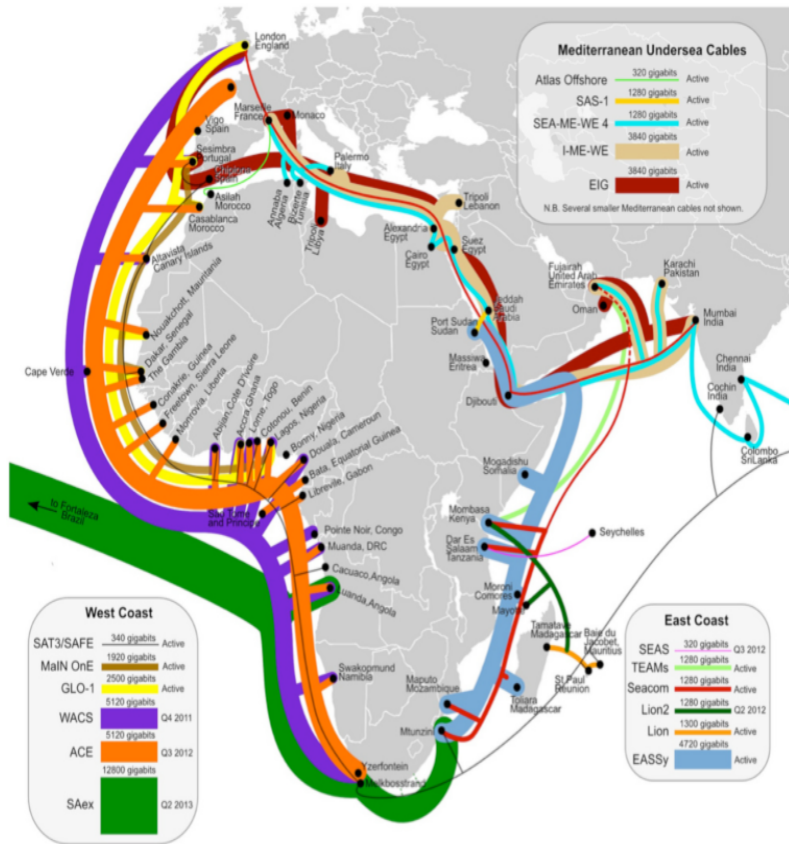 London
England
Marseille
France
Monaco
Vigo
Spain
Sesimbra
Portugal
Chipiona
Spain
Asilah
Morocco
Casablanca
Morocco
Annaba
Algeria
Bizerte
Tunisia
Tripoli
Libya
Palermo
Italy
Tripoli
Lebanon
Alexandria
Egypt
Cairo
Egypt
Suez
Egypt
Jeddah
Saudi
Arabia
Port Sudan
Sudan
Massiwa
Eritrea
Djibouti
Fujairah
United Arab
Emirates
Oman
Karachi
Pakistan
Mumbai
India
Chennai
India
Cochin
India
Colombo
SriLanka
Altavista
Canary Islands
Nouakchott, Mauritania
Dakar, Senegal
The Gambia
Cape Verde
Conakrie, Guinea
Freetown, Sierra Leone
Monrovia, Liberia
Abijan,Cote D'Ivoire
Accra,Ghana
Lome, Togo
Cotonou, Benin
Lagos, Nigeria
Bonny, Nigeria
Douala, Cameroun
Bata, Equatorial Guinea
Libreville, Gabon
Sao Tome
and Principe
Pointe Noir, Congo
Muanda, DRC
Cacuaco,Angola
Luanda,Angola
Swakopmund
Namibia
Yzerfontein
Melkbosstrand
to Fortaleza
Brazil
Mogadishu
Somalia
Mombasa
Kenya
Dar Es
Salaam
Tanzania
Seychelles
Moroni
Comores
Mayotte
Tamatave
Madagascar
Baie du
Jacobet,
Mauritius
St Paul
Reunion
Maputo
Mozambique
Toliara
Madagascar
Mtunzini
Mediterranean Undersea Cables
Atlas Offshore 320 gigabits Active
SAS-1 1280 gigabits Active
SEA-ME-WE 4 1280 gigabits Active
I-ME-WE 3840 gigabits Active
EIG 3840 gigabits Active
N.B. Several smaller Mediterranean cables not shown.
West Coast
SAT3/SAFE 340 gigabits Active
MaIN OnE 1920 gigabits Active
GLO-1 2500 gigabits Active
WACS 5120 gigabits Q4 2011
ACE 5120 gigabits Q3 2012
SAex 12800 gigabits Q2 2013
East Coast
SEAS 320 gigabits Q3 2012
TEAMs 1280 gigabits Active
Seacom 1280 gigabits Active
Lion2 1280 gigabits Q2 2012
Lion 1300 gigabits Active
EASSy 4720 gigabits Active